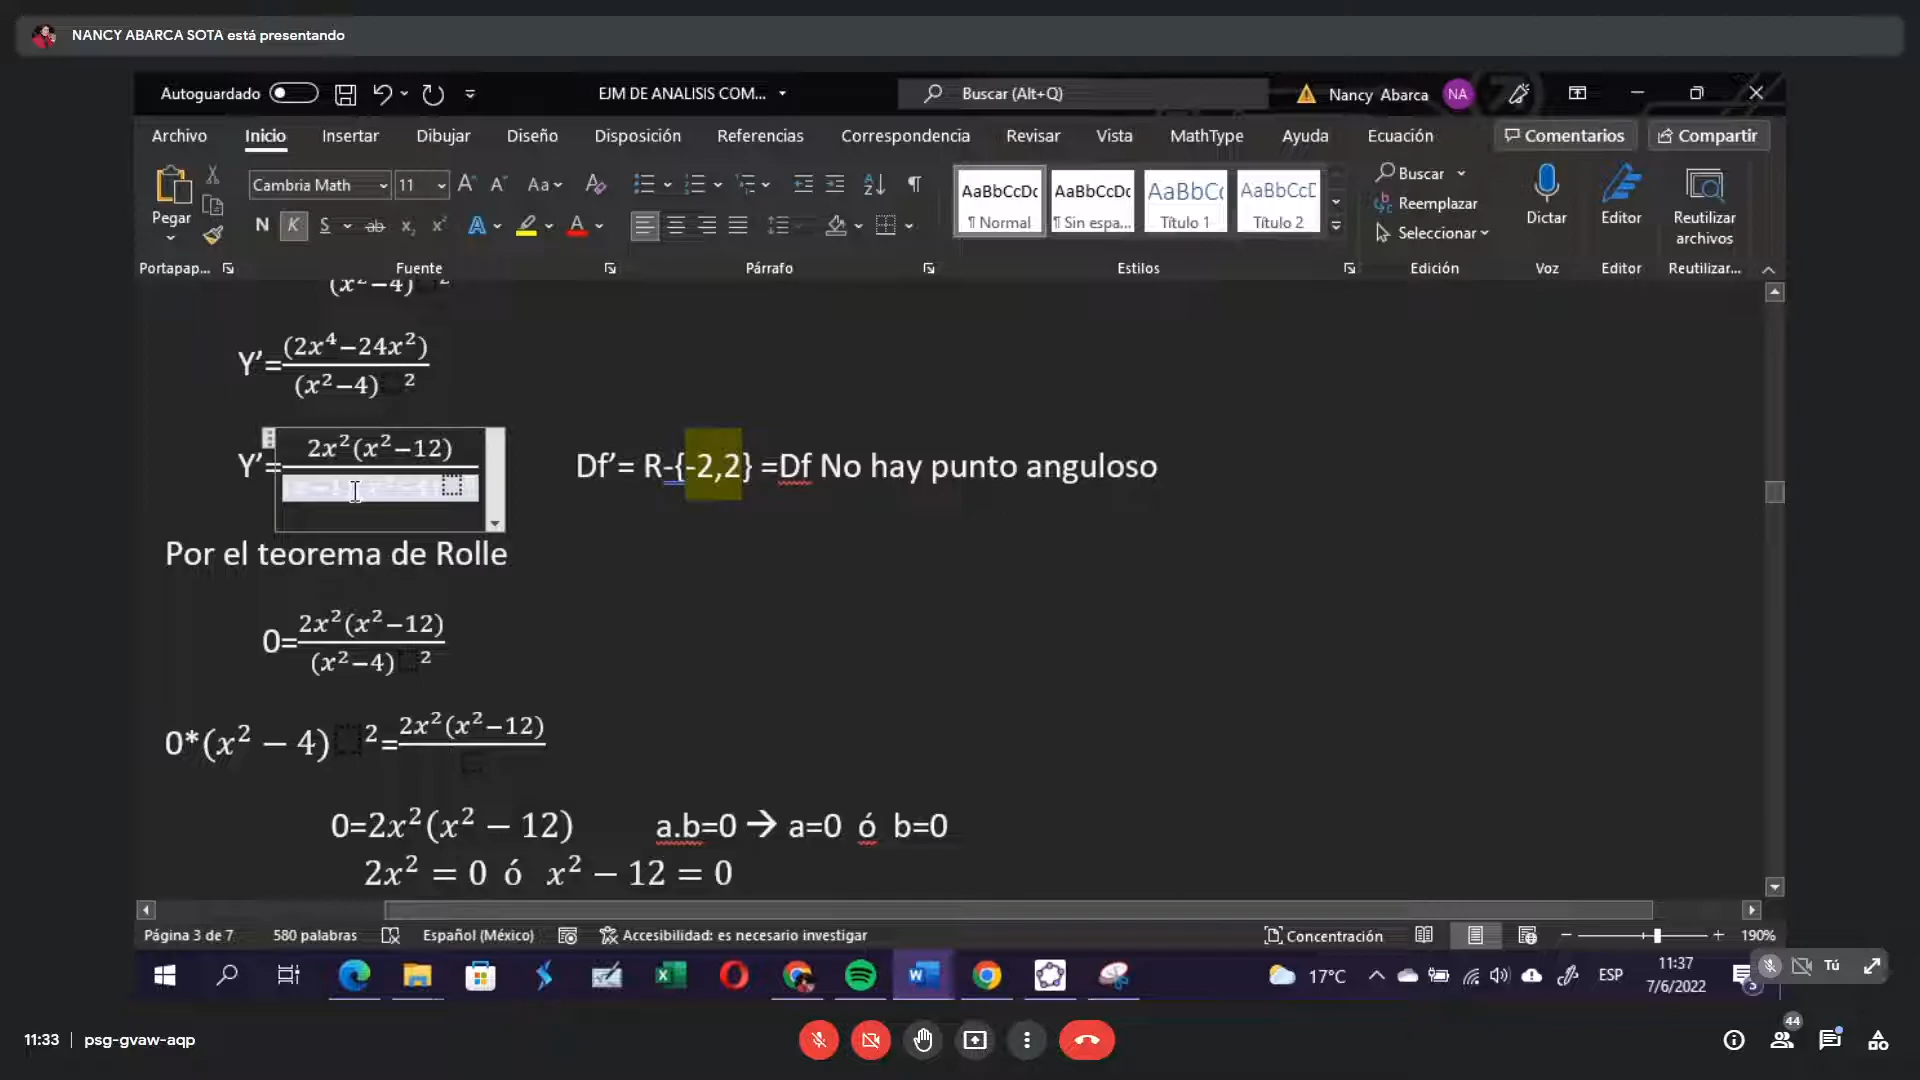 NANCY ABARCA SOTA está presentando
Autoguardado EJM DE ANALISIS COM... Buscar (Alt+Q) Nancy Abarca NA
Archivo Inicio Insertar Dibujar Diseño Disposición Referencias Correspondencia Revisar Vista MathType Ayuda Ecuación Comentarios Compartir
Pegar Cambria Math 11 Aa N K S ab AaBbCcDc AaBbCcDc AaBbCc AaBbCcD Buscar Dictar Editor Reutilizar archivos
¶ Normal ¶ Sin espa... Título 1 Título 2 Reemplazar
Seleccionar
Portapap... Fuente Párrafo Estilos Edición Voz Editor Reutilizar...
(x²−4) ²
Y’=(2x⁴−24x²)/(x²−4) ²
Y’=2x²(x²−12) Df’= R-{-2,2} =Df No hay punto anguloso
Por el teorema de Rolle
0=2x²(x²−12)/(x²−4) ²
0*(x² − 4) ²=2x²(x²−12)
0=2x²(x² − 12) a.b=0 → a=0 ó b=0
2x² = 0 ó x² − 12 = 0
Página 3 de 7 580 palabras Español (México) Accesibilidad: es necesario investigar Concentración 190%
17°C ESP 11:37 7/6/2022 Tú
11:33 | psg-gvaw-aqp 44